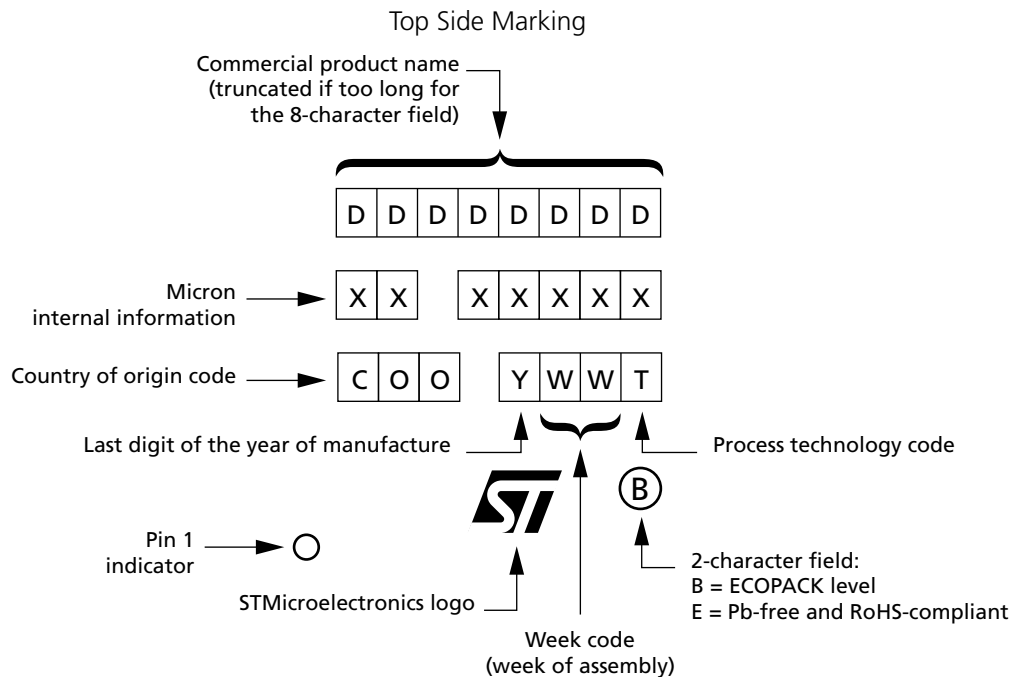 Top Side Marking
Commercial product name
(truncated if too long for
the 8-character field)
D D D D D D D D
Micron
internal information
X X X X X X X
Country of origin code
C O O Y W W T
Last digit of the year of manufacture
Process technology code
ST
B
Pin 1
indicator
2-character field:
B = ECOPACK level
E = Pb-free and RoHS-compliant
STMicroelectronics logo
Week code
(week of assembly)